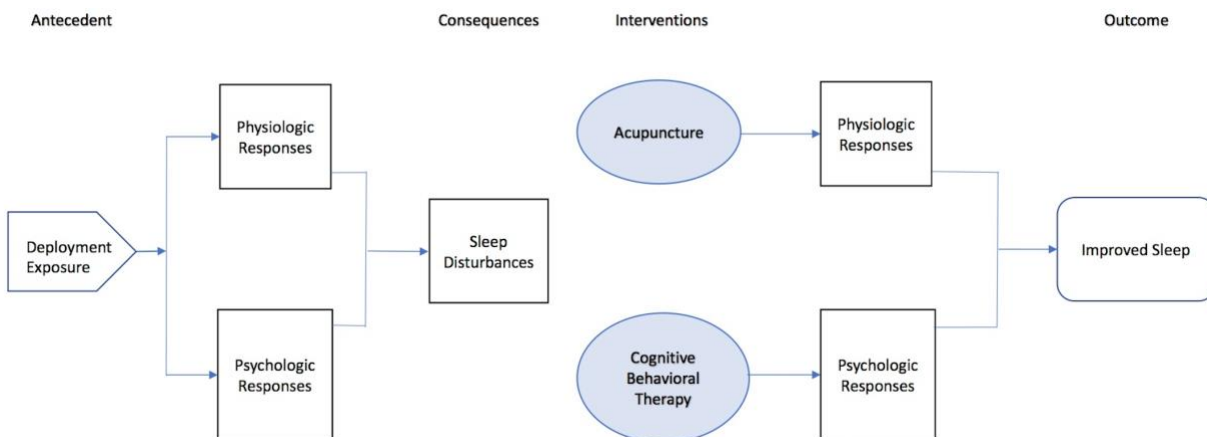 Antecedent
Consequences
Interventions
Outcome
Physiologic
Responses
Acupuncture
Physiologic
Responses
Deployment
Exposure
Sleep
Disturbances
Improved Sleep
Psychologic
Responses
Cognitive
Behavioral
Therapy
Psychologic
Responses